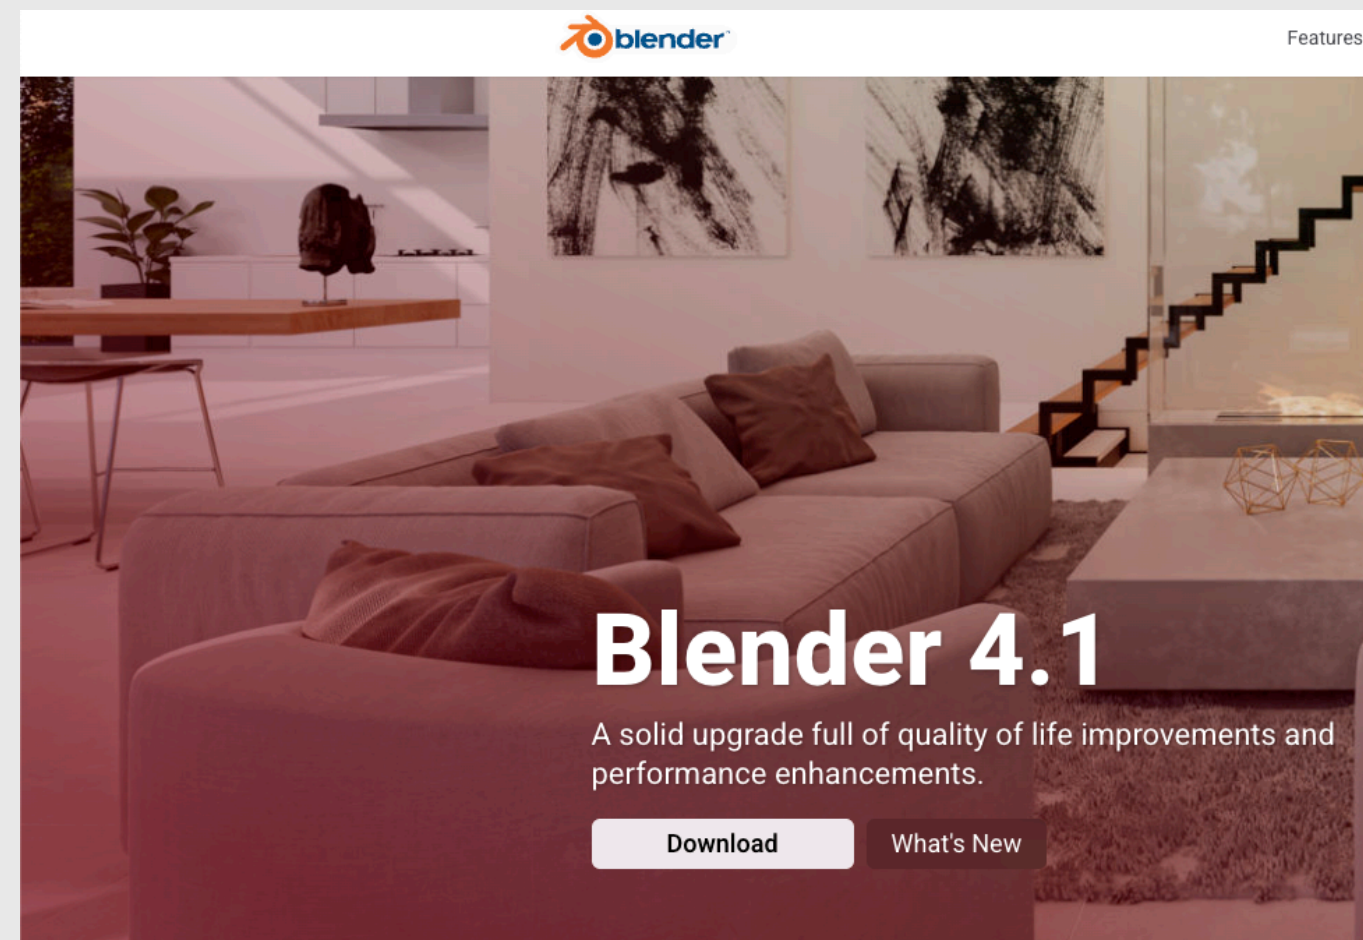 blender
Features
Blender 4.1
A solid upgrade full of quality of life improvements and
performance enhancements.
Download
What's New